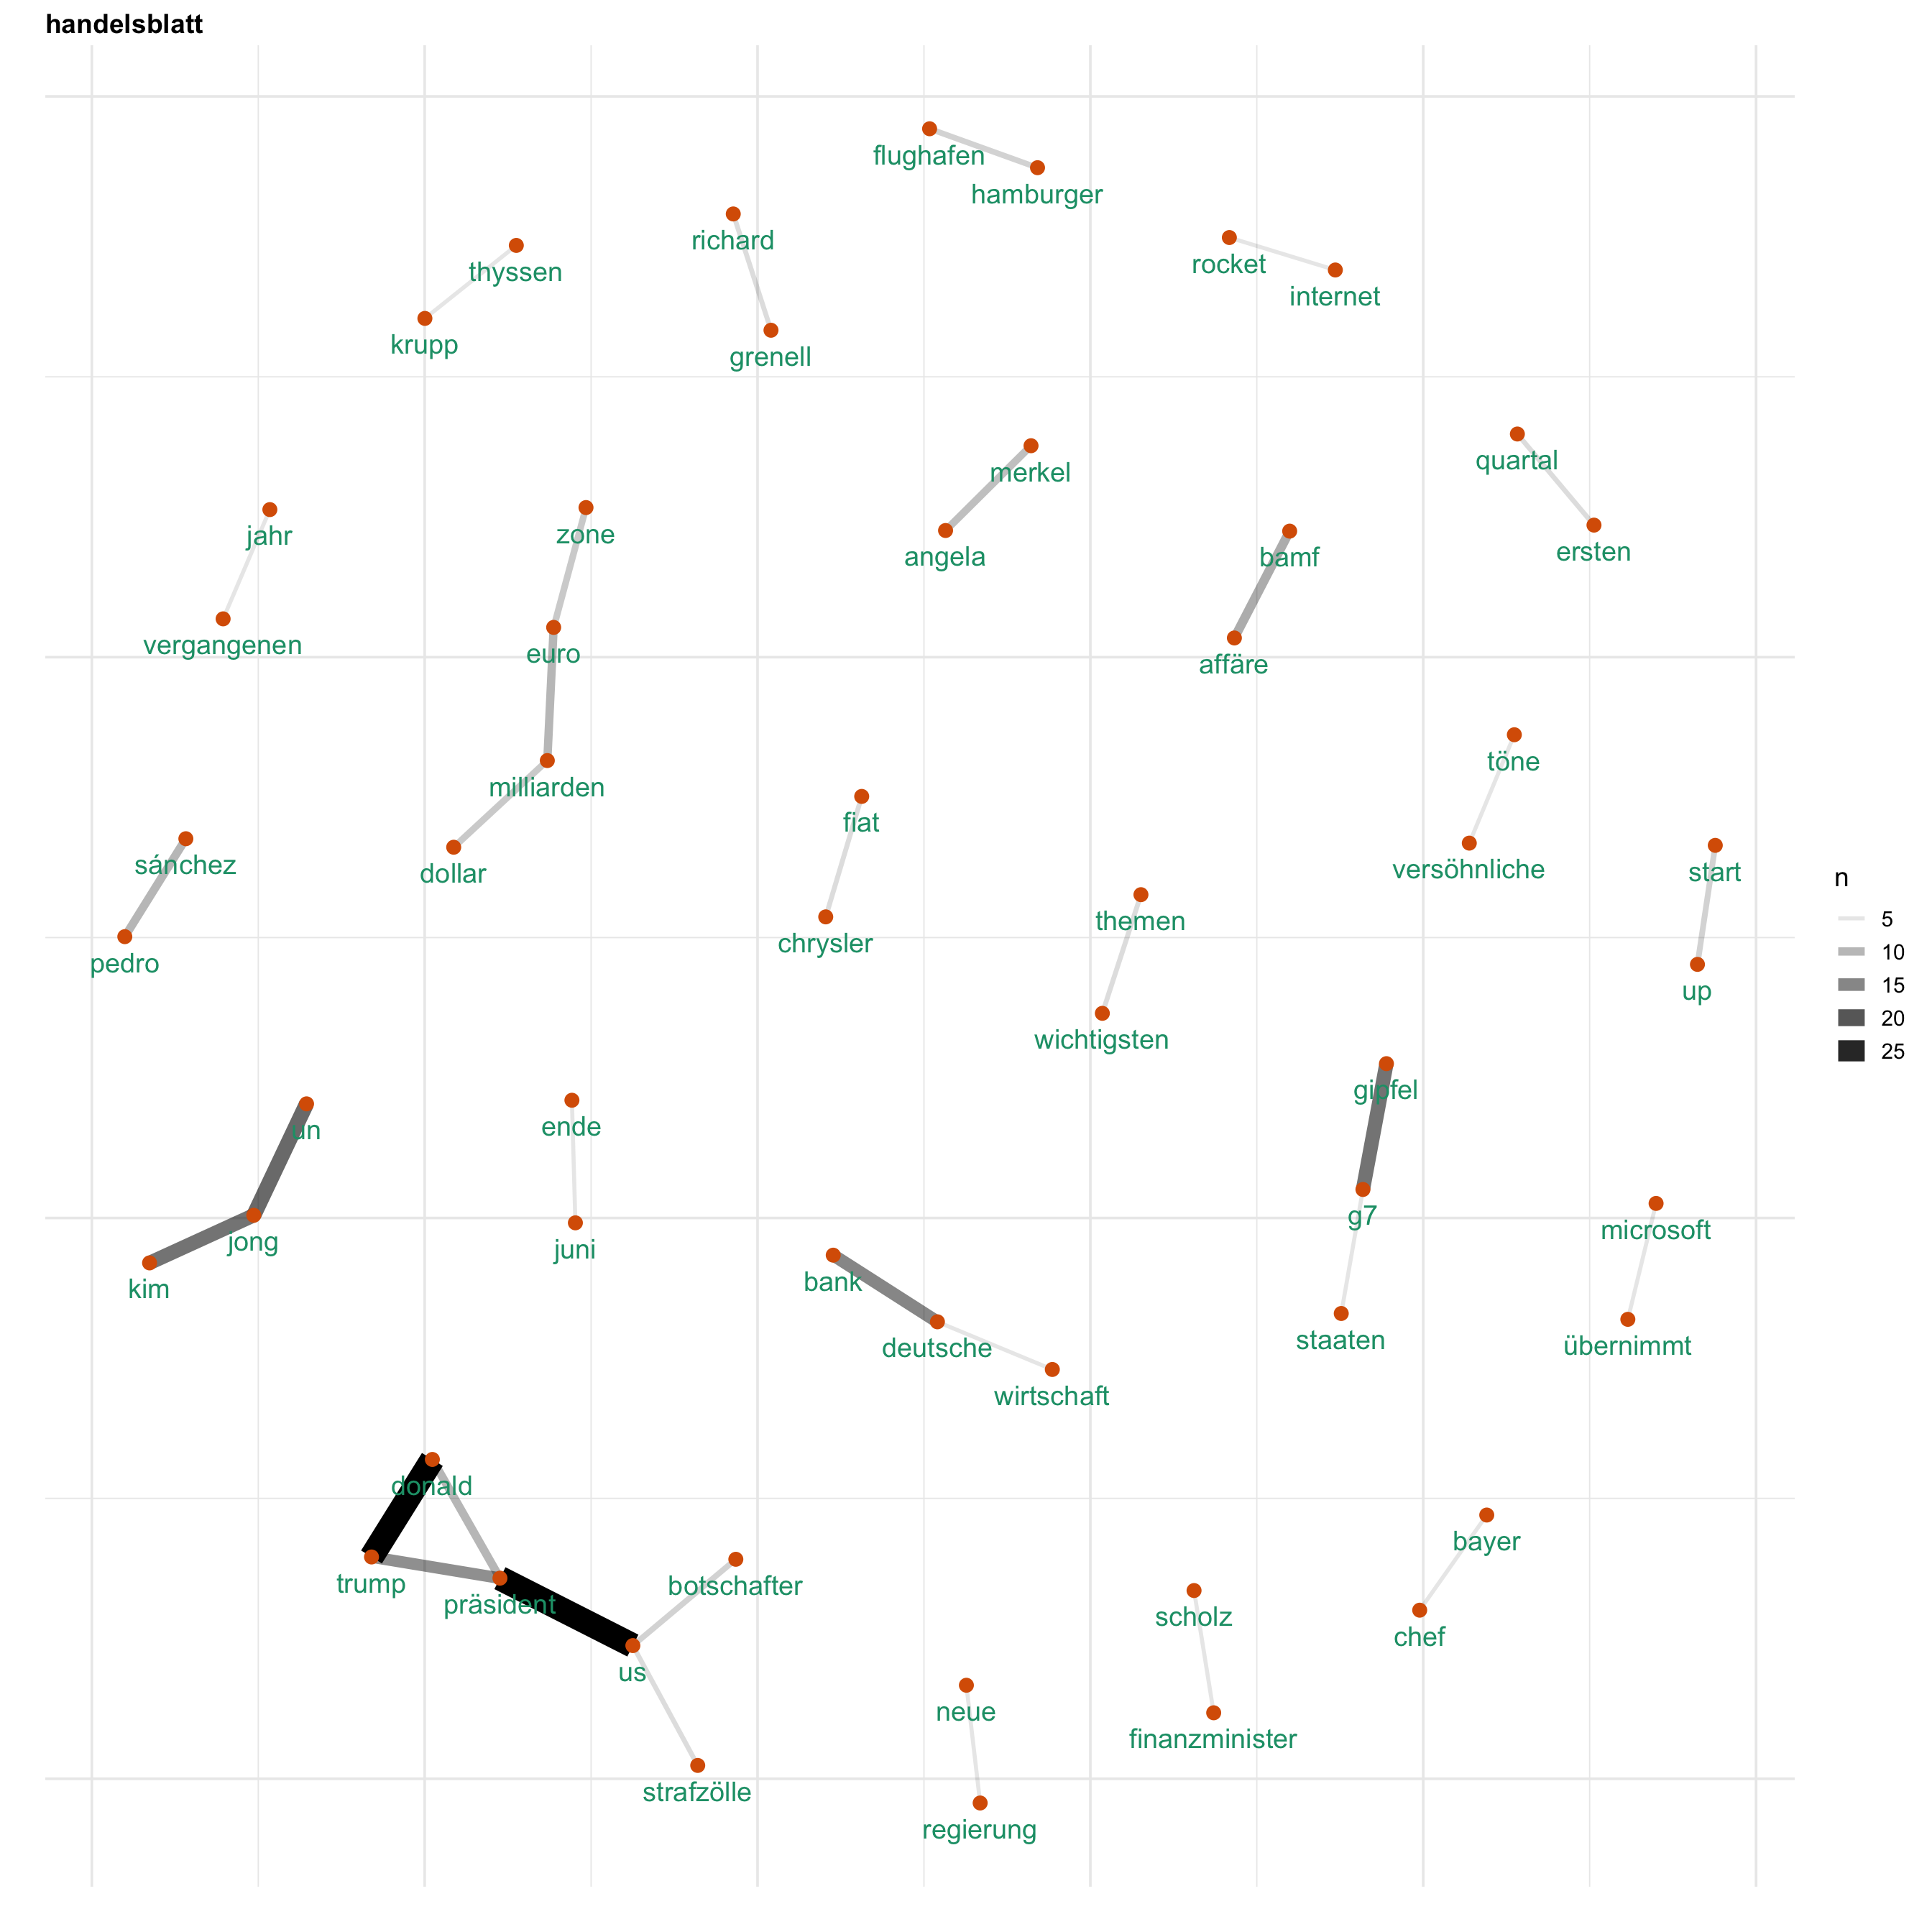 handelsblatt
flughafen
hamburger
richard
thyssen
rocket
internet
krupp
grenell
merkel
quartal
jahr
zone
angela
bamf
ersten
vergangenen
euro
affäre
töne
milliarden
fiat
sánchez
dollar
versöhnliche
start
n
themen
5
chrysler
10
pedro
15
up
20
wichtigsten
25
gipfel
ende
un
g7
microsoft
jong
juni
bank
kim
deutsche
staaten
übernimmt
wirtschaft
donald
bayer
trump
botschafter
präsident
scholz
chef
us
neue
finanzminister
strafzölle
regierung